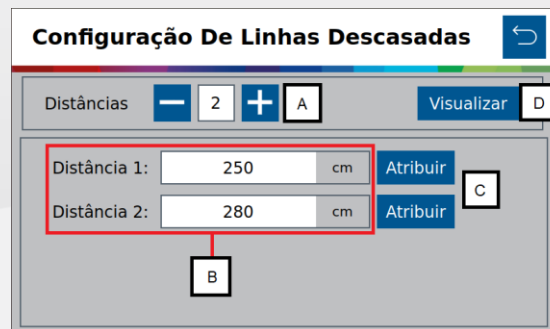 Configuração De Linhas Descasadas
Distâncias 2 A Visualizar D
Distância 1: 250 cm Atribuir
C
Distância 2: 280 cm Atribuir
B